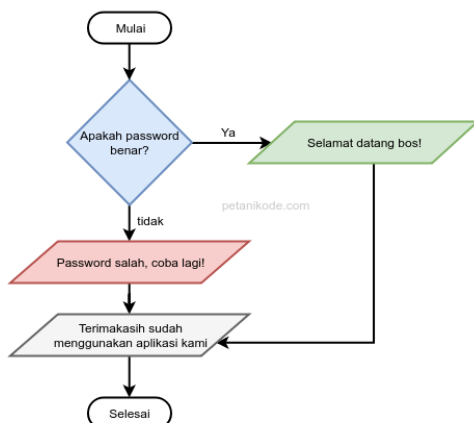 Mulai
Apakah password
benar?
Ya
Selamat datang bos!
petanikode.com
tidak
Password salah, coba lagi!
Terimakasih sudah
menggunakan aplikasi kami
Selesai